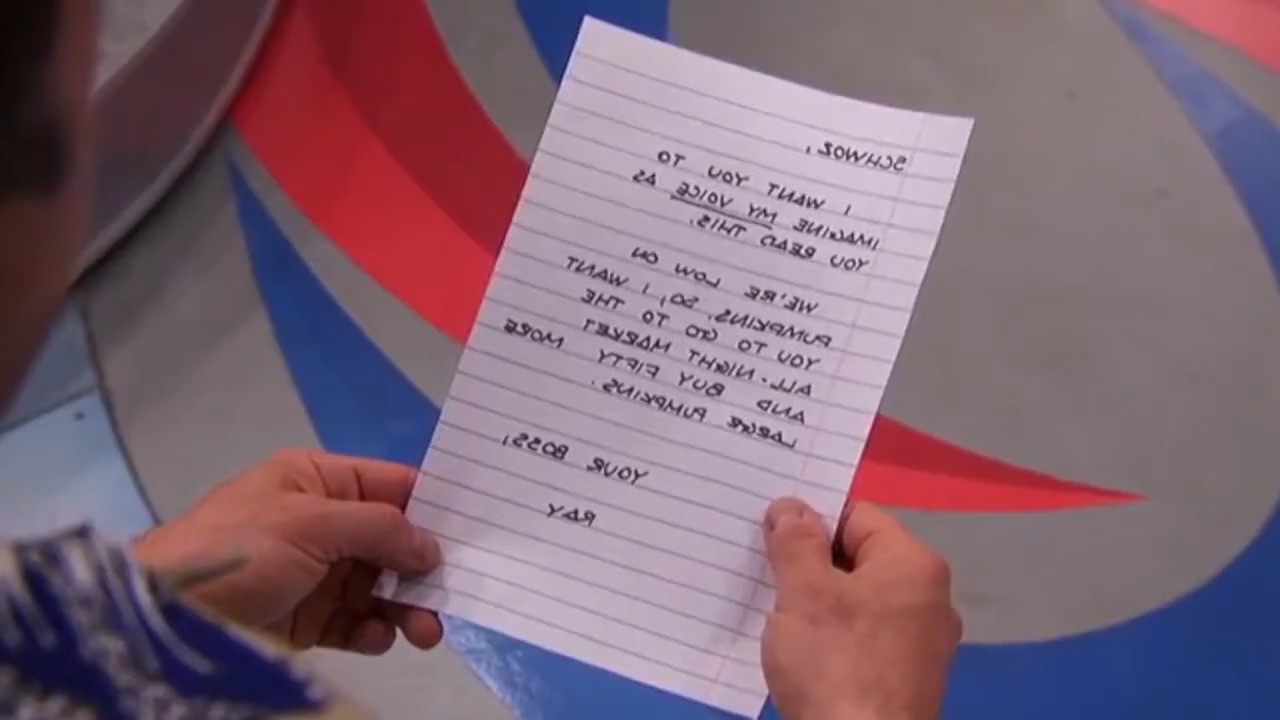 SCHWOZ,
I WANT YOU TO
IMAGINE MY VOICE AS
YOU READ THIS.
WE'RE LOW ON
PUMPKINS. SO, I WANT
YOU TO GO TO THE
ALL-NIGHT MARKET
AND BUY FIFTY MORE
LARGE PUMPKINS.
YOUR BOSS,
RAY